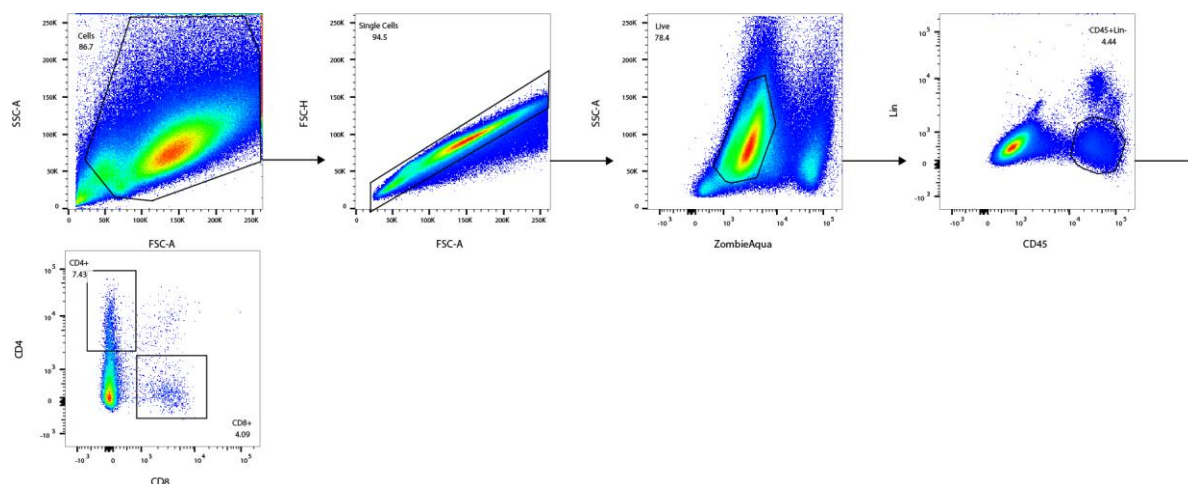 Cells
86.7
250K
200K
150K
100K
50K
0
SSC-A
0
50K
100K
150K
200K
250K
FSC-A
Single Cells
94.5
250K
200K
150K
100K
50K
0
FSC-H
0
50K
100K
150K
200K
250K
FSC-A
Live
78.4
250K
200K
150K
100K
50K
0
SSC-A
-10³
0
10³
10⁴
10⁵
ZombieAqua
CD45+Lin-
4.44
10⁵
10⁴
10³
0
-10³
Lin
-10³
0
10³
10⁴
10⁵
CD45
CD4+
7.43
10⁵
10⁴
10³
0
-10³
CD4
CD8+
4.09
-10³
0
10³
10⁴
10⁵
CD8